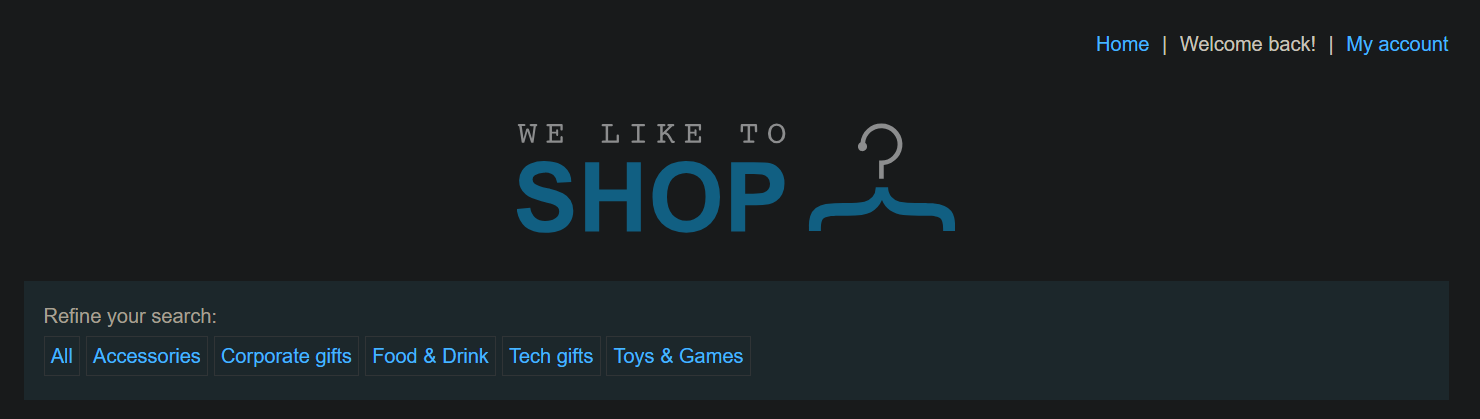 Home | Welcome back! | My account
WE LIKE TO
SHOP
Refine your search:
All Accessories Corporate gifts Food & Drink Tech gifts Toys & Games